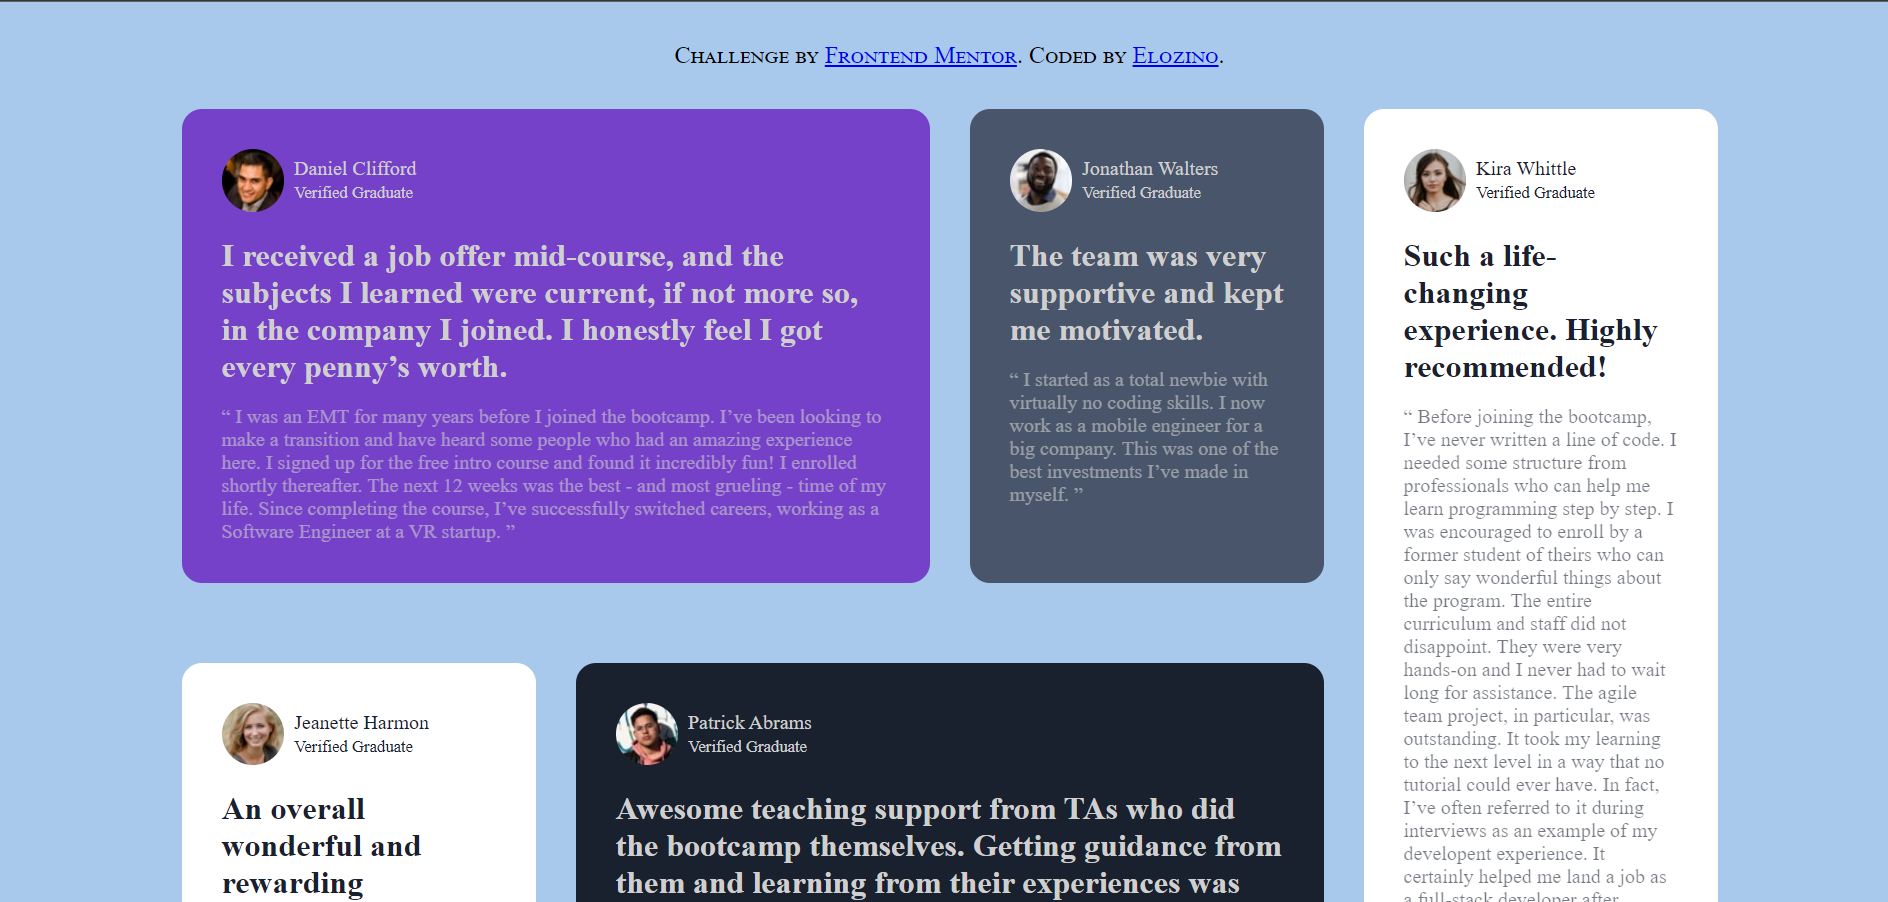 Challenge by Frontend Mentor. Coded by Elozino.
Daniel Clifford
Verified Graduate
I received a job offer mid-course, and the
subjects I learned were current, if not more so,
in the company I joined. I honestly feel I got
every penny’s worth.
“ I was an EMT for many years before I joined the bootcamp. I’ve been looking to
make a transition and have heard some people who had an amazing experience
here. I signed up for the free intro course and found it incredibly fun! I enrolled
shortly thereafter. The next 12 weeks was the best - and most grueling - time of my
life. Since completing the course, I’ve successfully switched careers, working as a
Software Engineer at a VR startup. ”
Jonathan Walters
Verified Graduate
The team was very
supportive and kept
me motivated.
“ I started as a total newbie with
virtually no coding skills. I now
work as a mobile engineer for a
big company. This was one of the
best investments I’ve made in
myself. ”
Kira Whittle
Verified Graduate
Such a life-
changing
experience. Highly
recommended!
“ Before joining the bootcamp,
I’ve never written a line of code. I
needed some structure from
professionals who can help me
learn programming step by step. I
was encouraged to enroll by a
former student of theirs who can
only say wonderful things about
the program. The entire
curriculum and staff did not
disappoint. They were very
hands-on and I never had to wait
long for assistance. The agile
team project, in particular, was
outstanding. It took my learning
to the next level in a way that no
tutorial could ever have. In fact,
I’ve often referred to it during
interviews as an example of my
developent experience. It
certainly helped me land a job as
a full-stack developer after
Jeanette Harmon
Verified Graduate
An overall
wonderful and
rewarding
Patrick Abrams
Verified Graduate
Awesome teaching support from TAs who did
the bootcamp themselves. Getting guidance from
them and learning from their experiences was